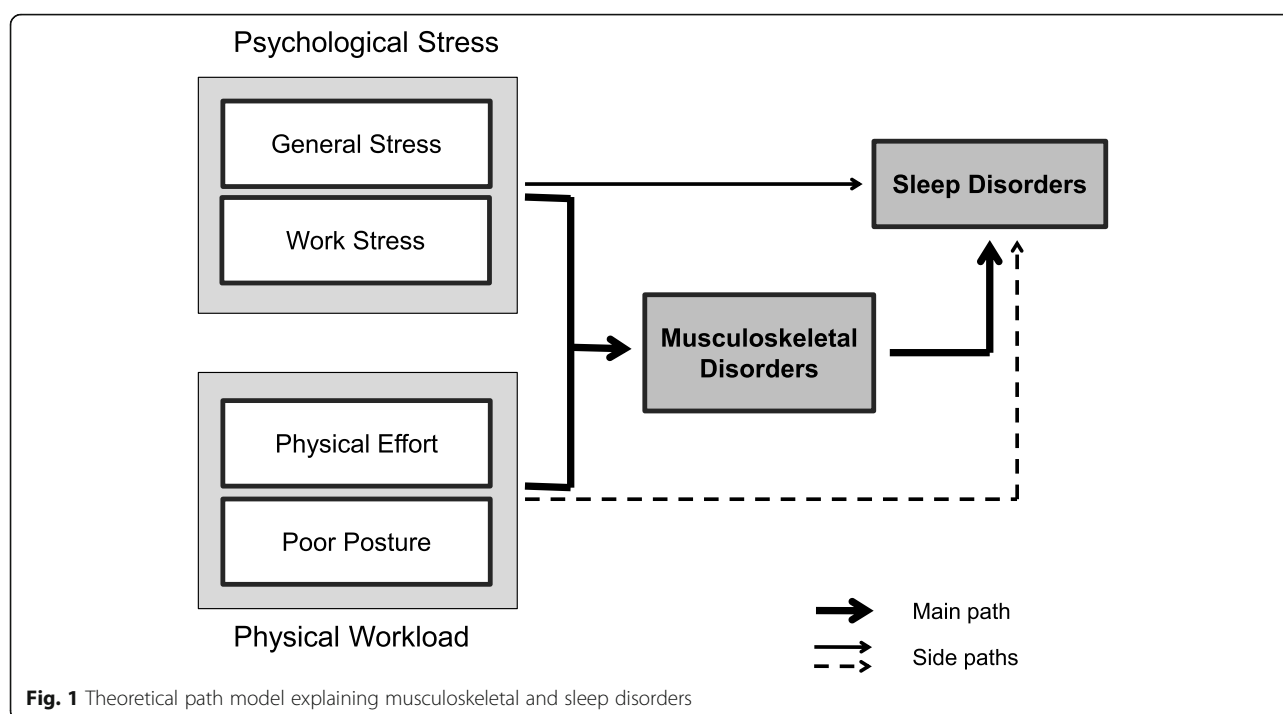 Psychological Stress
General Stress
Work Stress
Sleep Disorders
Musculoskeletal
Disorders
Physical Effort
Poor Posture
Physical Workload
Main path
Side paths
Fig. 1 Theoretical path model explaining musculoskeletal and sleep disorders